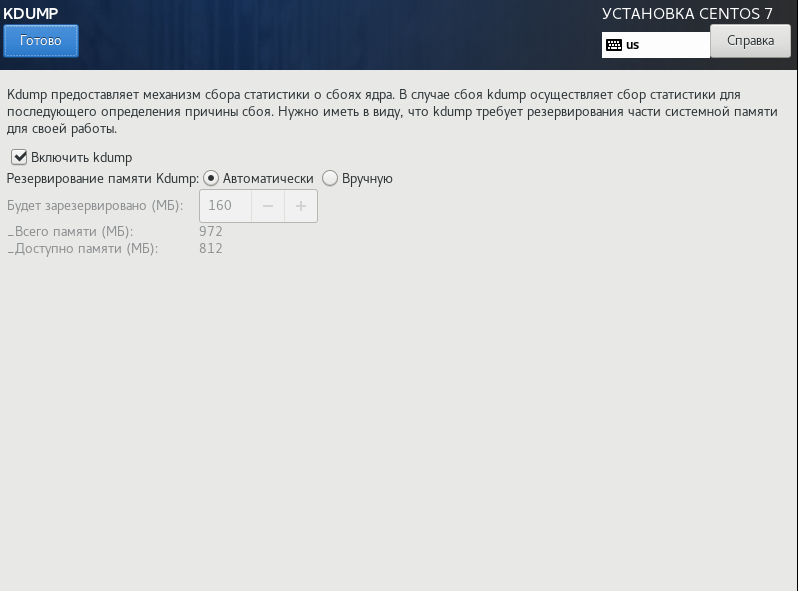 KDUMP
УСТАНОВКА CENTOS 7
Готово
us
Справка
Kdump предоставляет механизм сбора статистики о сбоях ядра. В случае сбоя kdump осуществляет сбор статистики для
последующего определения причины сбоя. Нужно иметь в виду, что kdump требует резервирования части системной памяти
для своей работы.
Включить kdump
Резервирование памяти Kdump: Автоматически Вручную
Будет зарезервировано (МБ): 160 − +
_Всего памяти (МБ): 972
_Доступно памяти (МБ): 812